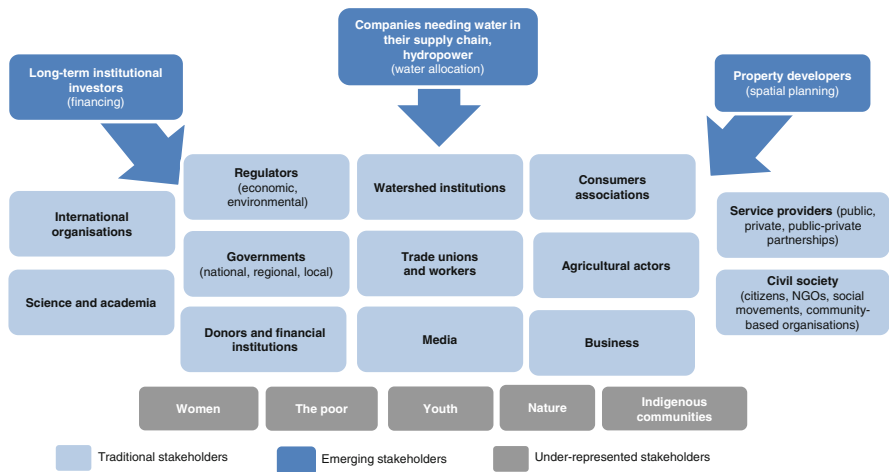 Companies needing water in
their supply chain,
hydropower
(water allocation)
Long-term institutional
investors
(financing)
Property developers
(spatial planning)
Regulators
(economic,
environmental)
Watershed institutions
Consumers
associations
International
organisations
Service providers (public,
private, public-private
partnerships)
Governments
(national, regional, local)
Trade unions
and workers
Agricultural actors
Science and academia
Civil society
(citizens, NGOs, social
movements, community-
based organisations)
Donors and financial
institutions
Media
Business
Women
The poor
Youth
Nature
Indigenous
communities
Traditional stakeholders
Emerging stakeholders
Under-represented stakeholders